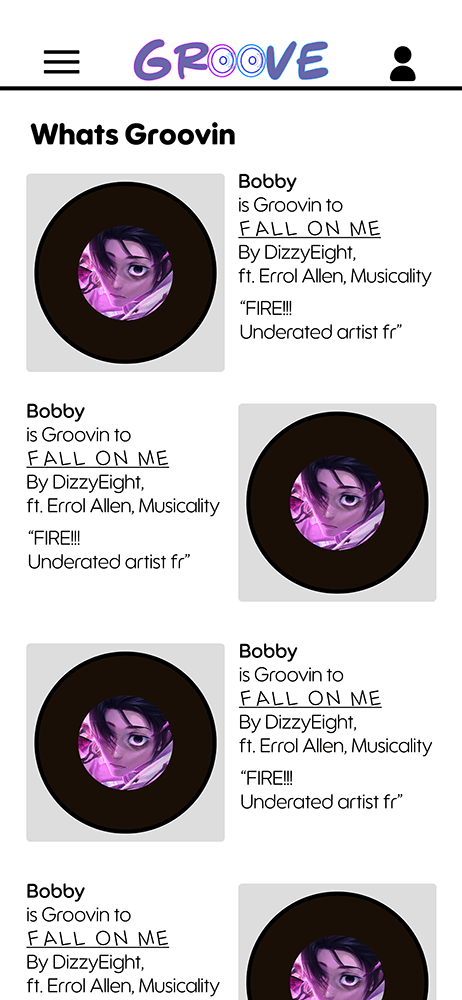 GROOVE
Whats Groovin
Bobby
is Groovin to
FALL ON ME
By DizzyEight,
ft. Errol Allen, Musicality
“FIRE!!!
Underated artist fr”
Bobby
is Groovin to
FALL ON ME
By DizzyEight,
ft. Errol Allen, Musicality
“FIRE!!!
Underated artist fr”
Bobby
is Groovin to
FALL ON ME
By DizzyEight,
ft. Errol Allen, Musicality
“FIRE!!!
Underated artist fr”
Bobby
is Groovin to
FALL ON ME
By DizzyEight,
ft. Errol Allen, Musicality